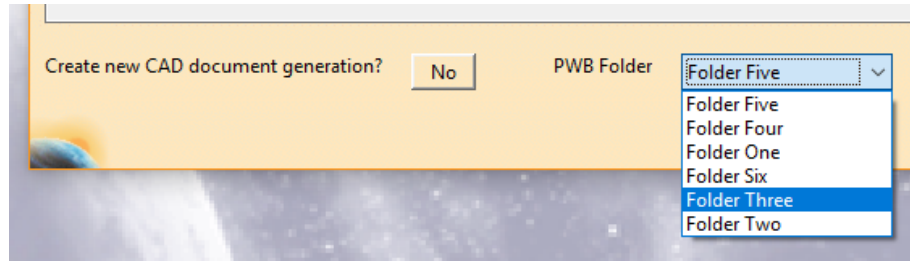 Create new CAD document generation? No PWB Folder Folder Five
Folder Five
Folder Four
Folder One
Folder Six
Folder Three
Folder Two